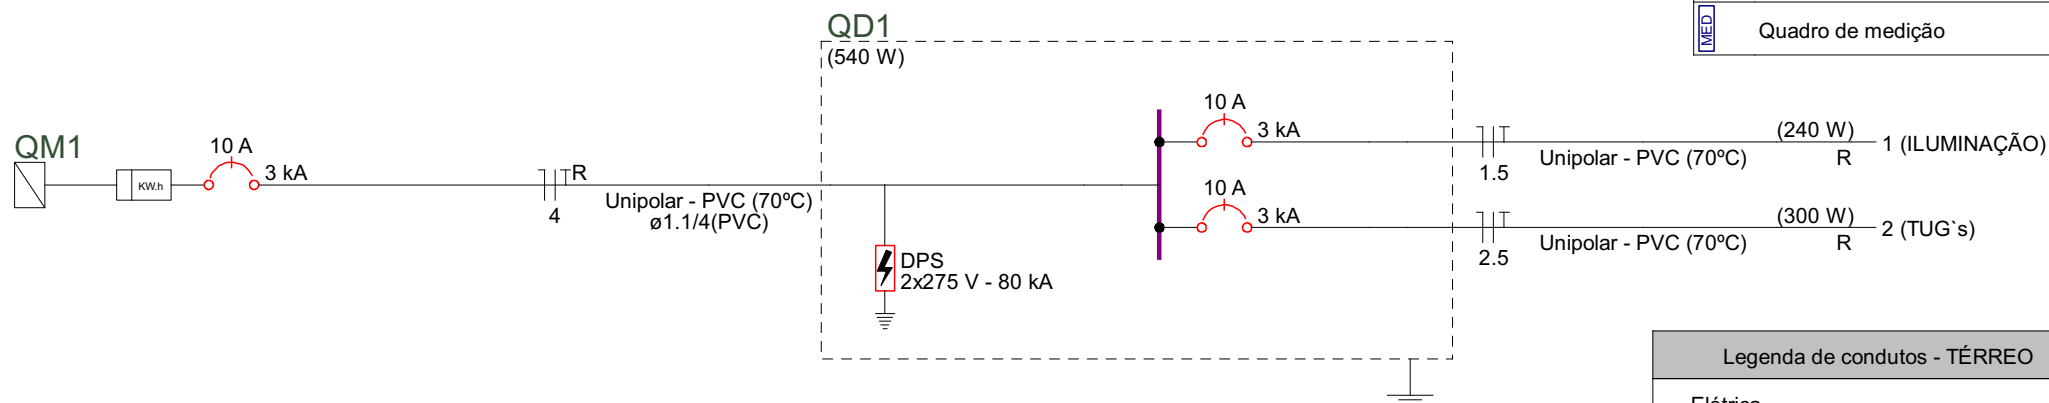 QD1
(540 W)
MED
Quadro de medição
QM1
KW.h
10 A
3 kA
R
4
Unipolar - PVC (70ºC)
ø1.1/4(PVC)
DPS
2x275 V - 80 kA
10 A
3 kA
1.5
Unipolar - PVC (70ºC)
(240 W)
R
1 (ILUMINAÇÃO)
10 A
3 kA
2.5
Unipolar - PVC (70ºC)
(300 W)
R
2 (TUG`s)
Legenda de condutos - TÉRREO
Elétrica